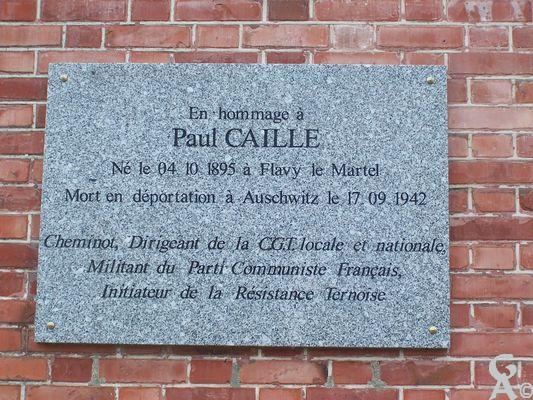 En hommage à
Paul CAILLE
Né le 04.10.1895 à Flavy le Martel
Mort en déportation à Auschwitz le 17.09.1942
Cheminot, Dirigeant de la C.G.T. locale et nationale,
Militant du Parti Communiste Français,
Initiateur de la Résistance Ternoise